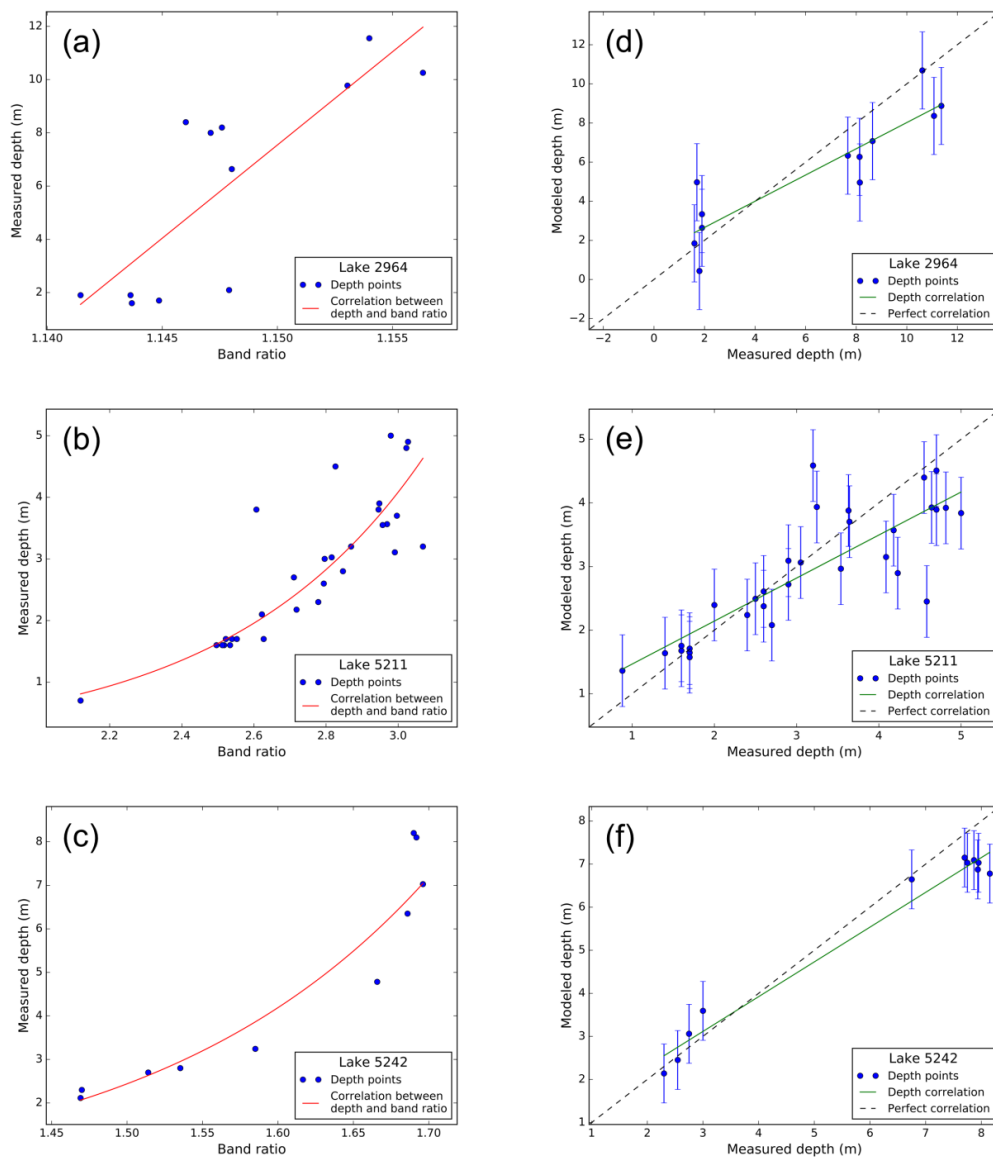 (a)
12
10
8
6
4
2
0
1.140
1.145
1.150
1.155
Measured depth (m)
Band ratio
Lake 2964
Depth points
Correlation between
depth and band ratio
(d)
12
10
8
6
4
2
0
−2
−2
0
2
4
6
8
10
12
Modeled depth (m)
Measured depth (m)
Lake 2964
Depth points
Depth correlation
Perfect correlation
(b)
5
4
3
2
1
2.2
2.4
2.6
2.8
3.0
Measured depth (m)
Band ratio
Lake 5211
Depth points
Correlation between
depth and band ratio
(e)
5
4
3
2
1
1
2
3
4
5
Modeled depth (m)
Measured depth (m)
Lake 5211
Depth points
Depth correlation
Perfect correlation
(c)
8
7
6
5
4
3
2
1.45
1.50
1.55
1.60
1.65
1.70
Measured depth (m)
Band ratio
Lake 5242
Depth points
Correlation between
depth and band ratio
(f)
8
7
6
5
4
3
2
1
1
2
3
4
5
6
7
8
Modeled depth (m)
Measured depth (m)
Lake 5242
Depth points
Depth correlation
Perfect correlation